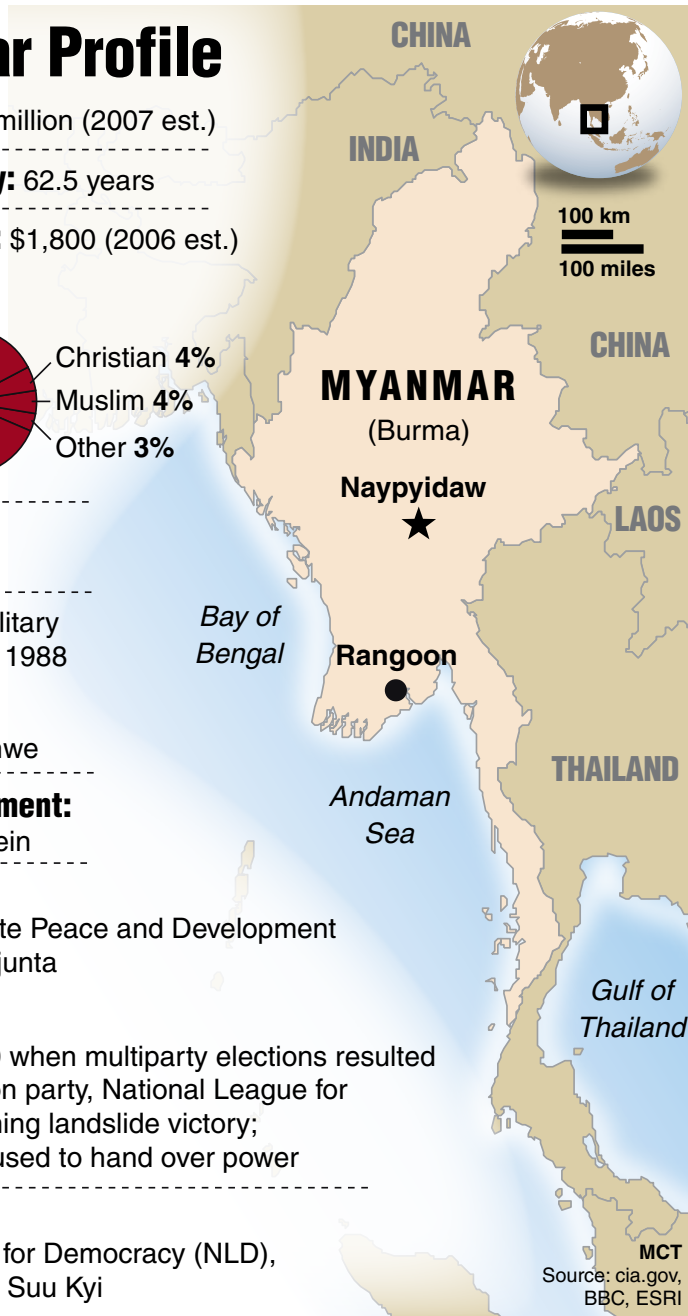 ar Profile
million (2007 est.)
y: 62.5 years
: $1,800 (2006 est.)
Christian 4%
Muslim 4%
Other 3%
litary
1988
nwe
ment:
ein
te Peace and Development
junta
when multiparty elections resulted
on party, National League for
ning landslide victory;
used to hand over power
for Democracy (NLD),
Suu Kyi
CHINA
INDIA
100 km
100 miles
CHINA
MYANMAR
(Burma)
Naypyidaw
LAOS
Bay of
Bengal
Rangoon
THAILAND
Andaman
Sea
Gulf of
Thailand
MCT
Source: cia.gov,
BBC, ESRI